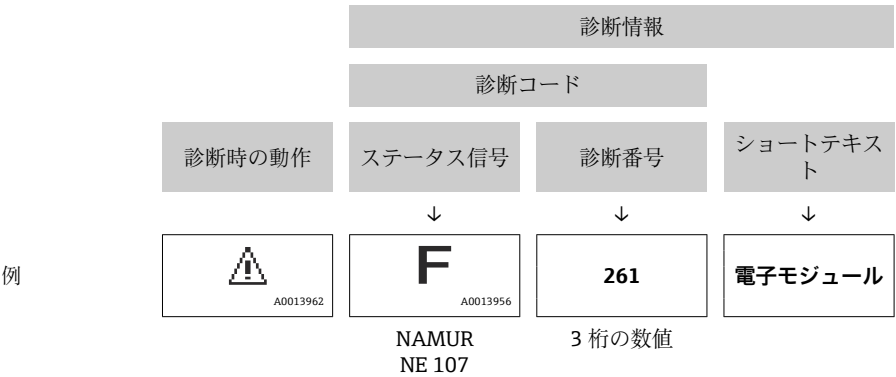 診断情報
診断コード
診断時の動作
ステータス信号
診断番号
ショートテキス
ト
↓
↓
↓
例
A0013962
F
A0013956
261
電子モジュール
NAMUR
NE 107
3 桁の数値